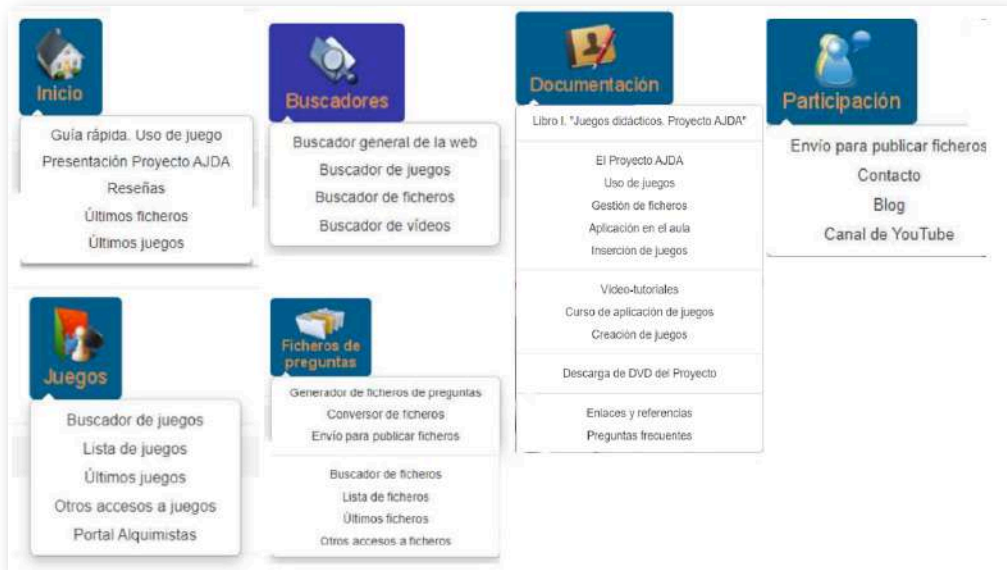 Inicio
Guía rápida. Uso de juego
Presentación Proyecto AJDA
Reseñas
Últimos ficheros
Últimos juegos
Buscadores
Buscador general de la web
Buscador de juegos
Buscador de ficheros
Buscador de vídeos
Documentación
Libro I. "Juegos didácticos. Proyecto AJDA"
El Proyecto AJDA
Uso de juegos
Gestión de ficheros
Aplicación en el aula
Inserción de juegos
Vídeo-tutoriales
Curso de aplicación de juegos
Creación de juegos
Descarga de DVD del Proyecto
Enlaces y referencias
Preguntas frecuentes
Participación
Envío para publicar ficheros
Contacto
Blog
Canal de YouTube
Juegos
Buscador de juegos
Lista de juegos
Últimos juegos
Otros accesos a juegos
Portal Alquimistas
Ficheros de
preguntas
Generador de ficheros de preguntas
Conversor de ficheros
Envío para publicar ficheros
Buscador de ficheros
Lista de ficheros
Últimos ficheros
Otros accesos a ficheros